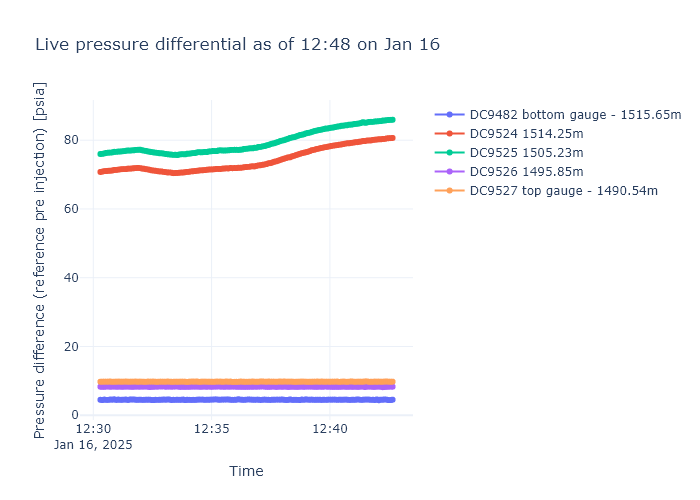 Live pressure differential as of 12:48 on Jan 16
Pressure difference (reference pre injection) [psia]
80
60
40
20
0
12:30
Jan 16, 2025
12:35
12:40
Time
DC9482 bottom gauge - 1515.65m
DC9524 1514.25m
DC9525 1505.23m
DC9526 1495.85m
DC9527 top gauge - 1490.54m